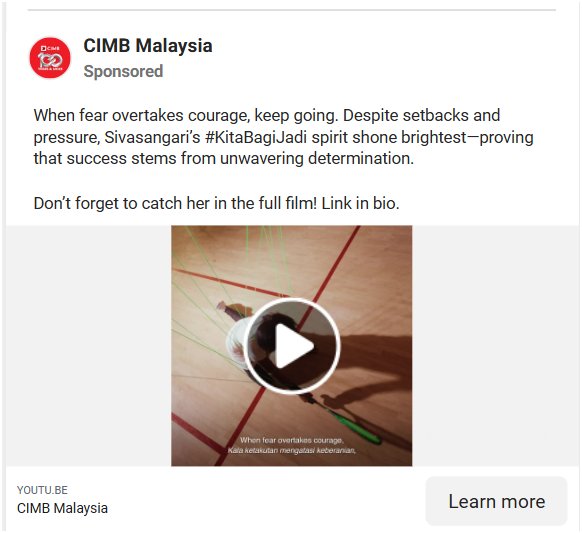 CIMB
100
CIMB Malaysia
Sponsored
When fear overtakes courage, keep going. Despite setbacks and
pressure, Sivasangari’s #KitaBagiJadi spirit shone brightest—proving
that success stems from unwavering determination.
Don’t forget to catch her in the full film! Link in bio.
When fear overtakes courage,
Kala ketakutan mengatasi keberanian,
YOUTU.BE
CIMB Malaysia
Learn more